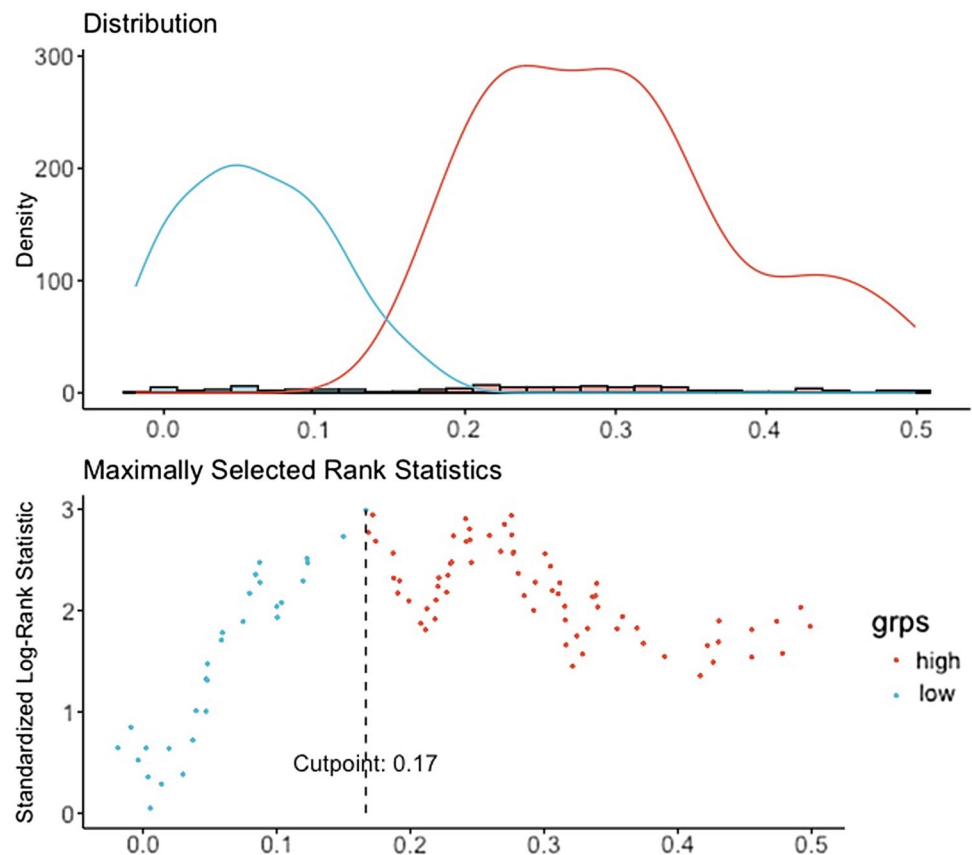 Distribution
Density
300
200
100
0
0.0 0.1 0.2 0.3 0.4 0.5
Maximally Selected Rank Statistics
Standardized Log-Rank Statistic
3
2
1
0
Cutpoint: 0.17
0.0 0.1 0.2 0.3 0.4 0.5
grps
high
low